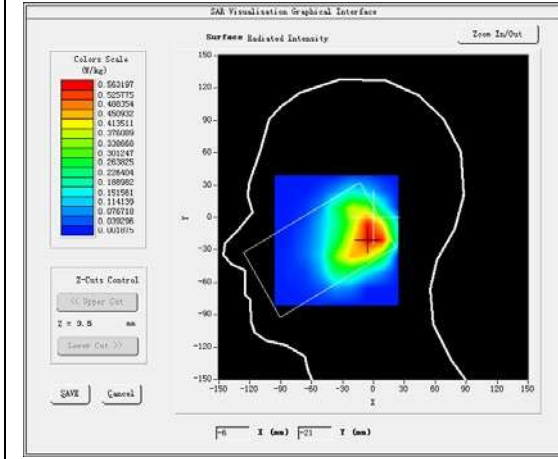 SAR Visualisation Graphical Interface
Surface Radiated Intensity
Zoom In/Out
Colors Scale
(W/kg)
0.563197
0.525775
0.488354
0.450932
0.413511
0.376089
0.338668
0.301247
0.263825
0.226404
0.188982
0.151561
0.114139
0.076718
0.039296
0.001875
150
120
90
60
30
0
-30
-60
-90
-120
-150
Y
-150 -120 -90 -60 -30 0 30 60 90 120 150
X
Z-Cuts Control
<< Upper Cut
Z = 3.5 mm
Lower Cut >>
SAVE
Cancel
-6 X (mm) -21 Y (mm)